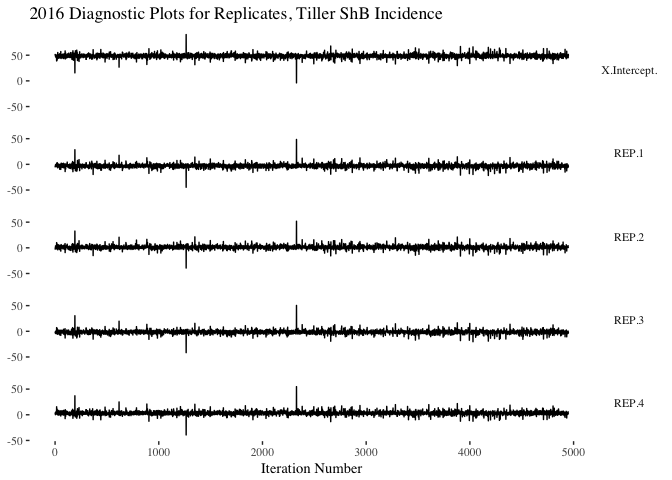 2016 Diagnostic Plots for Replicates, Tiller ShB Incidence
50
0
-50
X.Intercept.
50
0
-50
REP.1
50
0
-50
REP.2
50
0
-50
REP.3
50
0
-50
REP.4
0 1000 2000 3000 4000 5000
Iteration Number